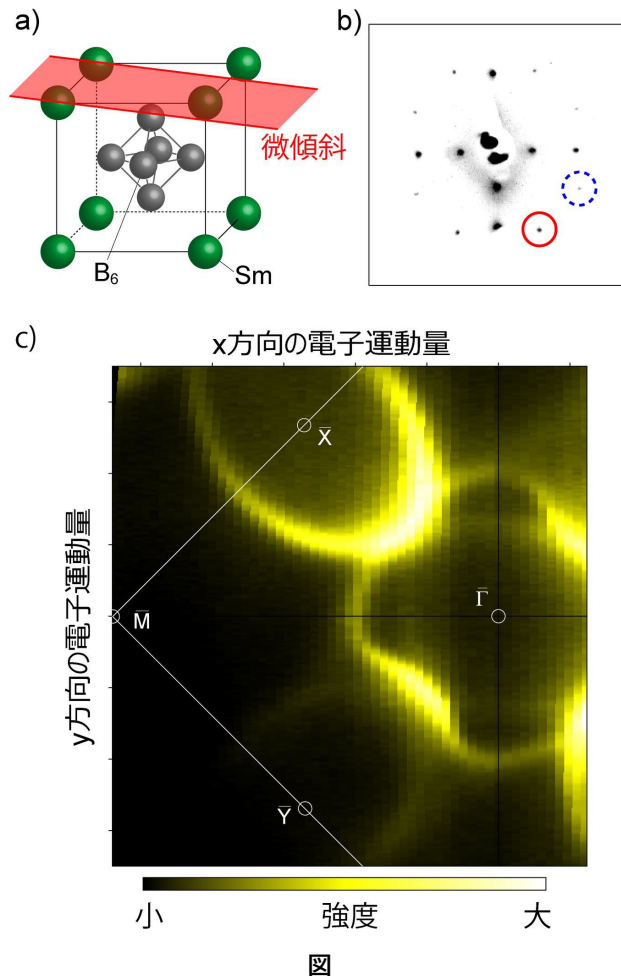 a)
微傾斜
B₆
Sm
b)
c)
x方向の電子運動量
y方向の電子運動量
X̄
M̄
Γ̄
Ȳ
小 強度 大
図